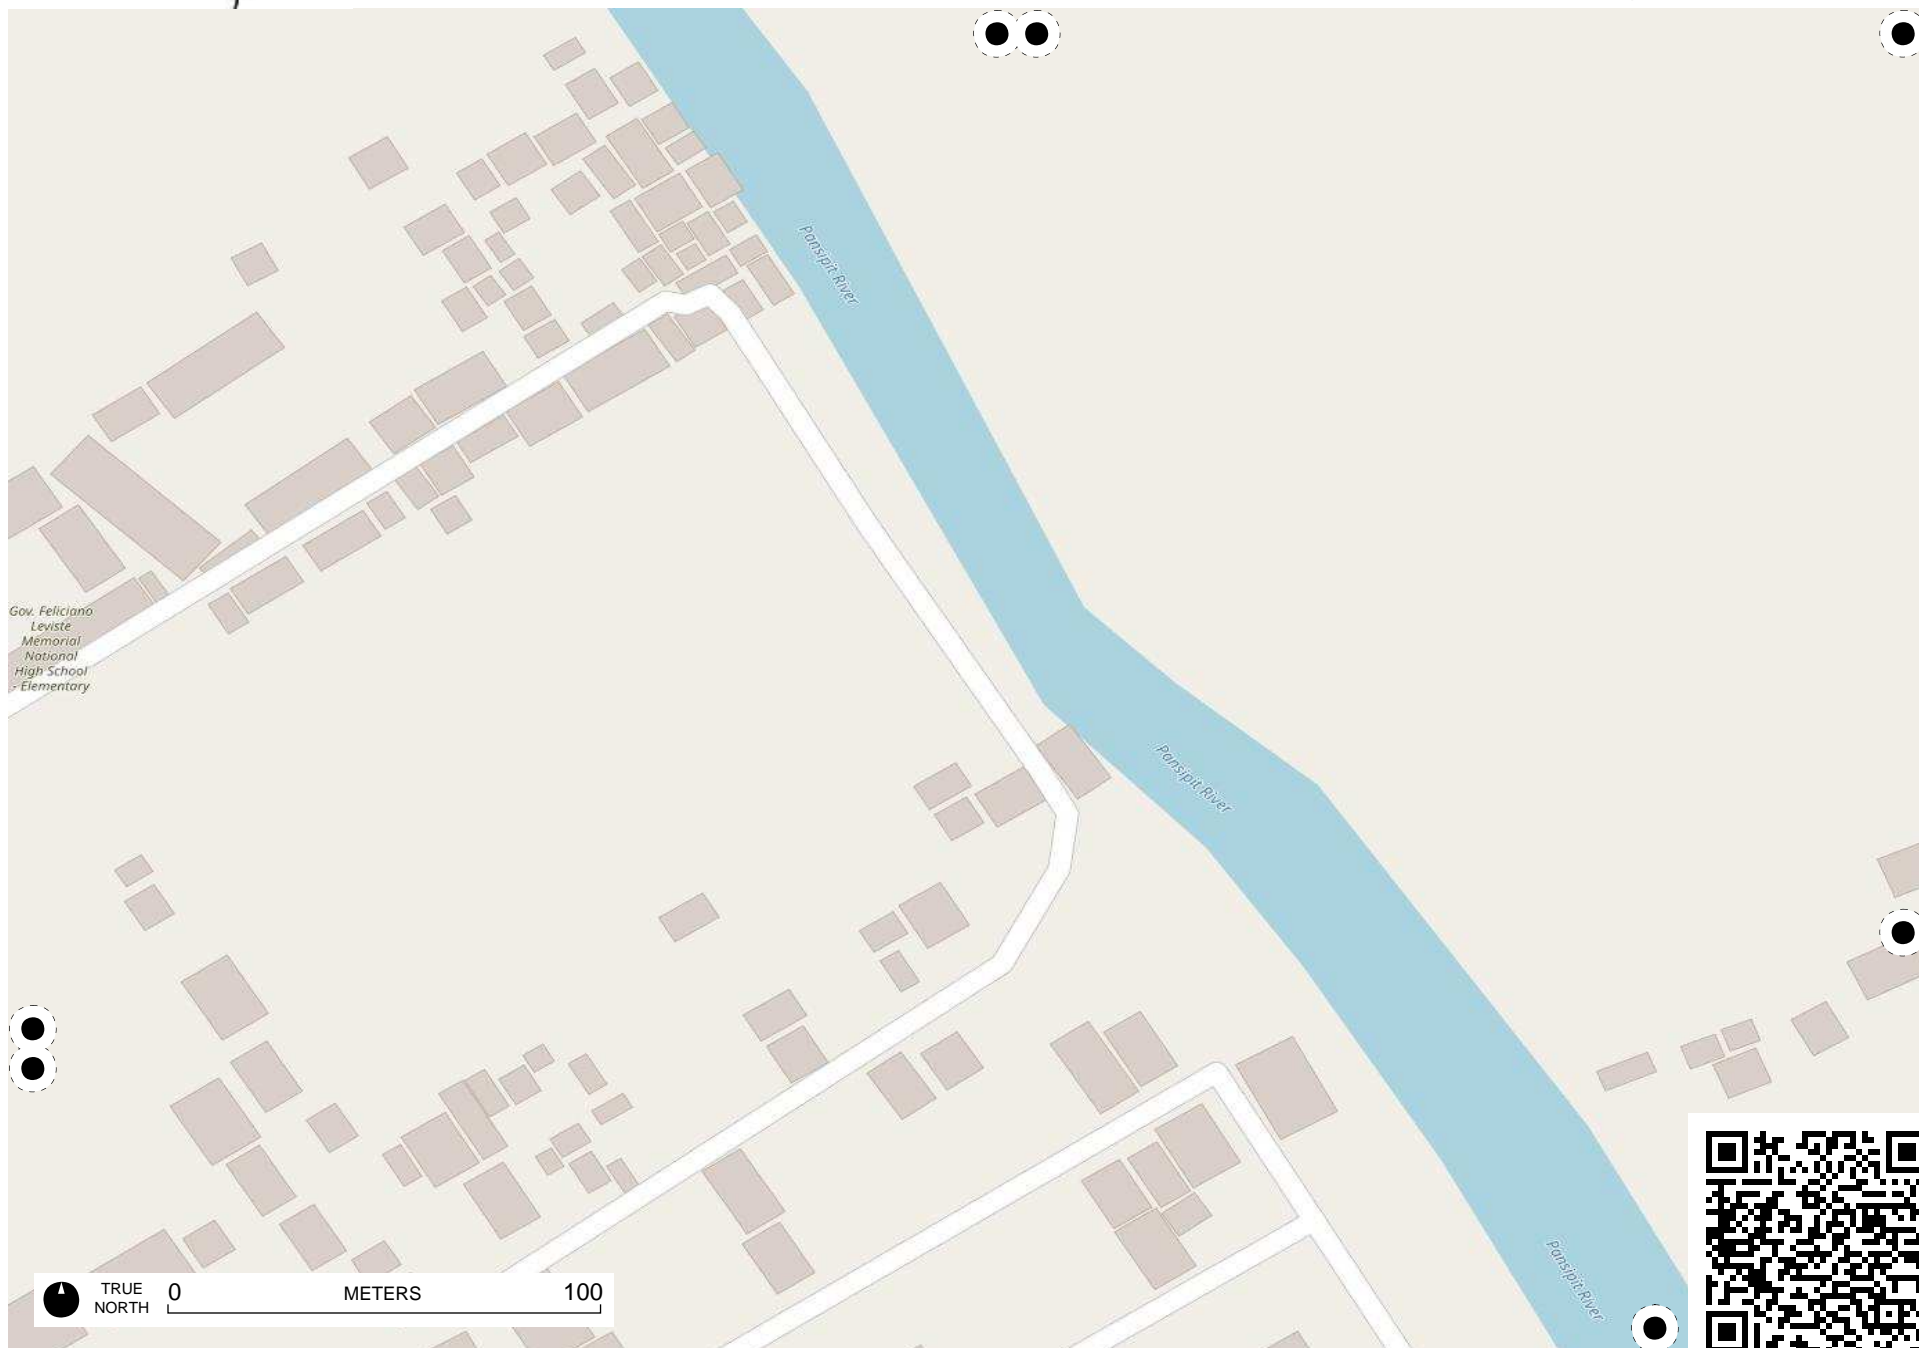 Pansipit River
Gov. Feliciano
Leviste
Memorial
National
High School
- Elementary
Pansipit River
Pansipit River
TRUE
NORTH
0 METERS 100